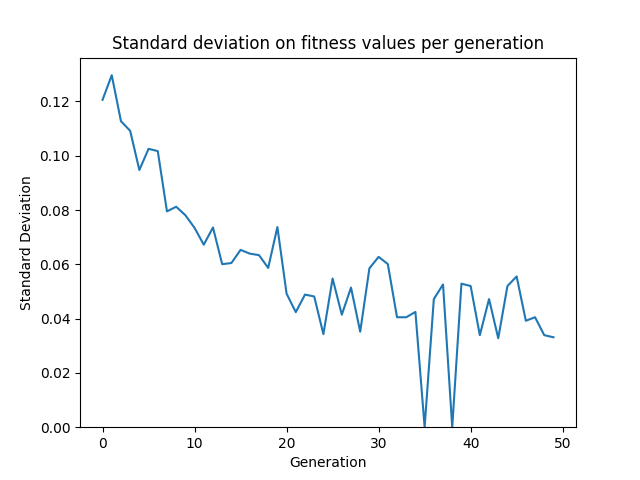 Standard deviation on fitness values per generation
0.12
0.10
0.08
0.06
0.04
0.02
0.00
Standard Deviation
0 10 20 30 40 50
Generation